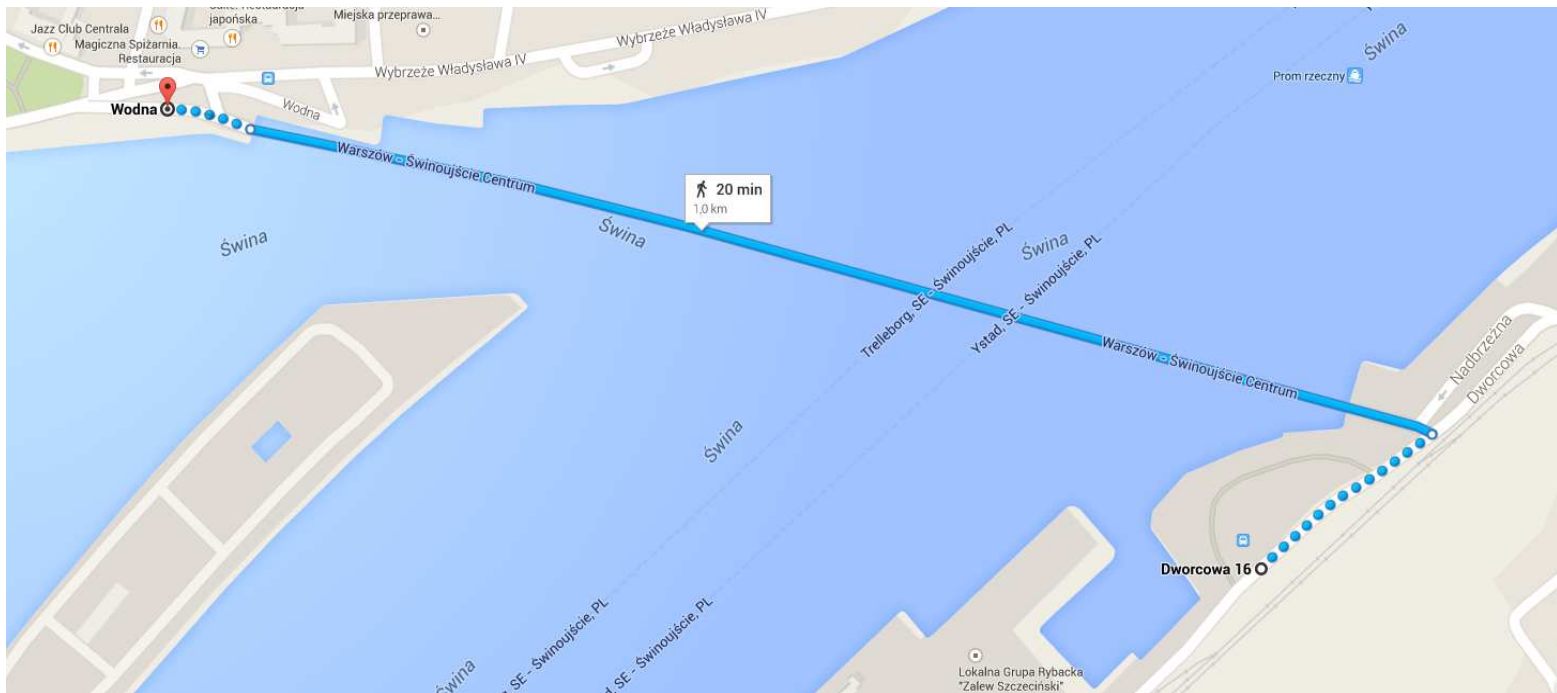 japońska
Miejska przeprawa...
Jazz Club Centrala
Magiczna Spiżarnia.
Restauracja
Wybrzeże Władysława IV
Wybrzeże Władysława IV
Świna
Prom rzeczny
Wodna
Wodna
Warszów - Świnoujście Centrum
20 min
1,0 km
Świna
Świna
Świna
Trelleborg, SE - Świnoujście, PL
Ystad, SE - Świnoujście, PL
Warszów - Świnoujście Centrum
Nadbrzeżna
Dworcowa
Świna
Dworcowa 16
SE - Świnoujście, PL
SE - Świnoujście, PL
Świna
Lokalna Grupa Rybacka
"Zalew Szczeciński"